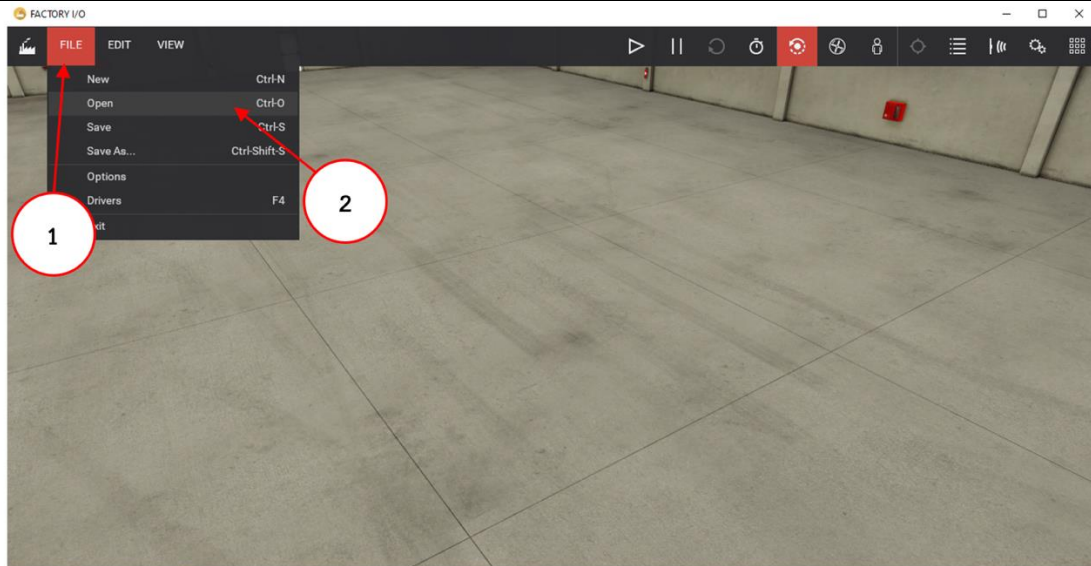 FACTORY I/O
FILE EDIT VIEW
New Ctrl-N
Open Ctrl-O
Save Ctrl-S
Save As... Ctrl-Shift-S
Options
Drivers F4
xit
1
2